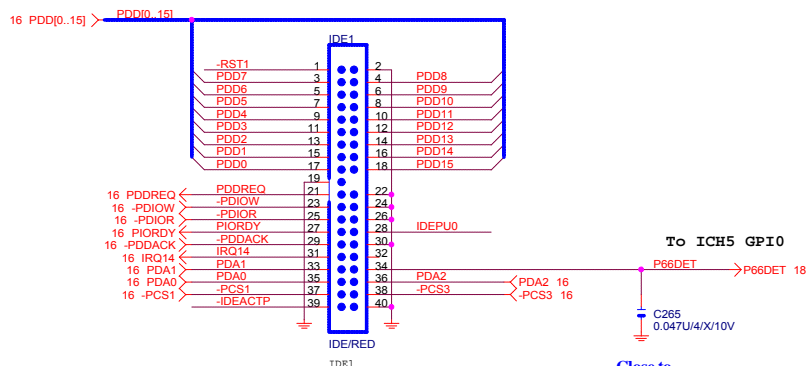 16 PDD[0..15] PDD[0..15]
IDE1
-RST1 1 2
PDD7 3 4 PDD8
PDD6 5 6 PDD9
PDD5 7 8 PDD10
PDD4 9 10 PDD11
PDD3 11 12 PDD12
PDD2 13 14 PDD13
PDD1 15 16 PDD14
PDD0 17 18 PDD15
19
16 PDDREQ PDDREQ 21 22
16 -PDIOW -PDIOW 23 24
16 -PDIOR -PDIOR 25 26
16 PIORDY PIORDY 27 28 IDEPU0
16 -PDDACK -PDDACK 29 30
16 IRQ14 IRQ14 31 32
To ICH5 GPI0
16 PDA1 PDA1 33 34 P66DET P66DET 18
16 PDA0 PDA0 35 36 PDA2 PDA2 16
16 -PCS1 -PCS1 37 38 -PCS3 -PCS3 16
-IDEACTP 39 40
C265
0.047U/4/X/10V
IDE/RED
IDE1
Close to